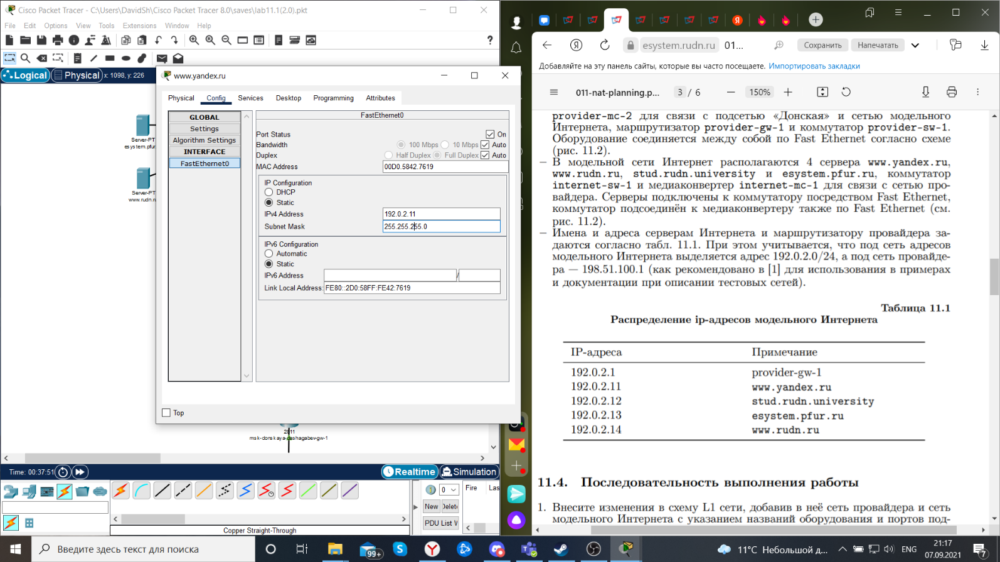 Cisco Packet Tracer - C:\Users\DavidSh\Cisco Packet Tracer 8.0\saves\lab11.1(2.0).pkt
File Edit Options View Tools Extensions Window Help
Logical Physical x: 1098, y: 226
www.yandex.ru
Physical Config Services Desktop Programming Attributes
GLOBAL
Settings
Algorithm Settings
INTERFACE
FastEthernet0
FastEthernet0
Port Status On
Bandwidth 100 Mbps 10 Mbps Auto
Duplex Half Duplex Full Duplex Auto
MAC Address 00D0.5842.7619
IP Configuration
DHCP
Static
IPv4 Address 192.0.2.11
Subnet Mask 255.255.255.0
IPv6 Configuration
Automatic
Static
IPv6 Address /
Link Local Address: FE80::2D0:58FF:FE42:7619
Top
Server-PT
esystem.pfur.
Server-PT
www.rudn.ru
2811
msk-donskaya-dashagabev-gw-1
Time: 00:37:51
Realtime Simulation
0
Fire Las
New Delete
PDU List W
Copper Straight-Through
esystem.rudn.ru 01...
Сохранить Напечатать
Добавляйте на эту панель сайты, которые вы часто посещаете. Импортировать закладки
011-nat-planning.p... 3 / 6 150%
provider-mc-2 для связи с подсетью «Донская» и сетью модельного
Интернета, маршрутизатор provider-gw-1 и коммутатор provider-sw-1.
Оборудование соединяется между собой по Fast Ethernet согласно схеме
(рис. 11.2).
– В модельной сети Интернет располагаются 4 сервера www.yandex.ru,
www.rudn.ru, stud.rudn.university и esystem.pfur.ru, коммутатор
internet-sw-1 и медиаконвертер internet-mc-1 для связи с сетью про-
вайдера. Серверы подключены к коммутатору посредством Fast Ethernet,
коммутатор подсоединён к медиаконвертеру также по Fast Ethernet (см.
рис. 11.2).
– Имена и адреса серверам Интернета и маршрутизатору провайдера за-
даются согласно табл. 11.1. При этом учитывается, что под сеть адресов
модельного Интернета выделяется адрес 192.0.2.0/24, а под сеть провайде-
ра — 198.51.100.1 (как рекомендовано в [1] для использования в примерах
и документации при описании тестовых сетей).
Таблица 11.1
Распределение ip-адресов модельного Интернета
IP-адреса Примечание
192.0.2.1 provider-gw-1
192.0.2.11 www.yandex.ru
192.0.2.12 stud.rudn.university
192.0.2.13 esystem.pfur.ru
192.0.2.14 www.rudn.ru
11.4. Последовательность выполнения работы
1. Внесите изменения в схему L1 сети, добавив в неё сеть провайдера и сеть
модельного Интернета с указанием названий оборудования и портов под-
Введите здесь текст для поиска
99+
11°C Небольшой д...
ENG
21:17
07.09.2021
7